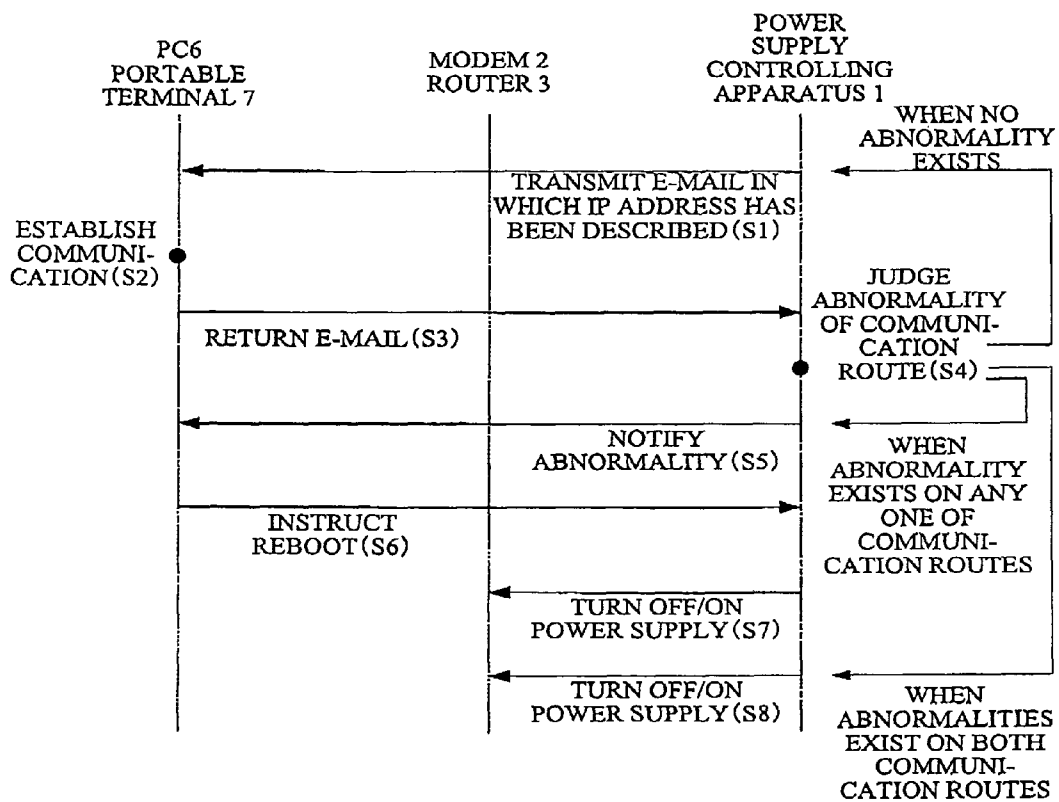 PC6
PORTABLE
TERMINAL 7
MODEM 2
ROUTER 3
POWER
SUPPLY
CONTROLLING
APPARATUS 1
WHEN NO
ABNORMALITY
EXISTS
TRANSMIT E-MAIL IN
WHICH IP ADDRESS HAS
BEEN DESCRIBED (S1)
ESTABLISH
COMMUNI-
CATION (S2)
RETURN E-MAIL (S3)
JUDGE
ABNORMALITY
OF COMMUNI-
CATION
ROUTE (S4)
NOTIFY
ABNORMALITY (S5)
WHEN
ABNORMALITY
EXISTS ON ANY
ONE OF
COMMUNI-
CATION ROUTES
INSTRUCT
REBOOT (S6)
TURN OFF/ON
POWER SUPPLY (S7)
TURN OFF/ON
POWER SUPPLY (S8)
WHEN
ABNORMALITIES
EXIST ON BOTH
COMMUNI-
CATION ROUTES